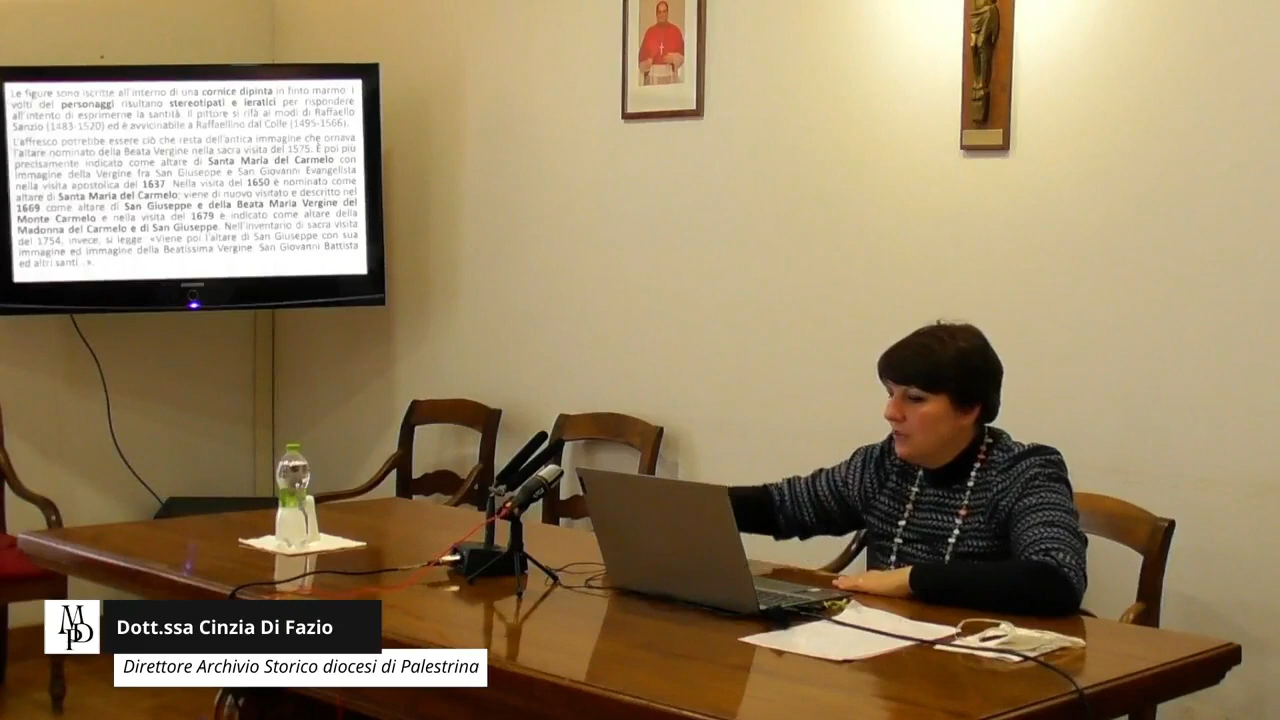 Le figure sono iscritte all'interno di una cornice dipinta in finto marmo: i
volti dei personaggi risultano stereotipati e ieratici per rispondere
all'intento di esprimerne la santità. Il pittore si rifà ai modi di Raffaello
Sanzio (1483-1520) ed è avvicinabile a Raffaellino dal Colle (1495-1566).
L'affresco potrebbe essere ciò che resta dell'antica immagine che ornava
l'altare nominato della Beata Vergine nella sacra visita del 1575. È poi più
precisamente indicato come altare di Santa Maria del Carmelo con
immagine della Vergine fra San Giuseppe e San Giovanni Evangelista
nella visita apostolica del 1637. Nella visita del 1650 è nominato come
altare di Santa Maria del Carmelo; viene di nuovo visitato e descritto nel
1669 come altare di San Giuseppe e della Beata Maria Vergine del
Monte Carmelo e nella visita del 1679 è indicato come altare della
Madonna del Carmelo e di San Giuseppe. Nell'inventario di sacra visita
del 1754, invece, si legge: «Viene poi l'altare di San Giuseppe con sua
immagine ed immagine della Beatissima Vergine San Giovanni Battista
ed altri santi...».
MPD
Dott.ssa Cinzia Di Fazio
Direttore Archivio Storico diocesi di Palestrina